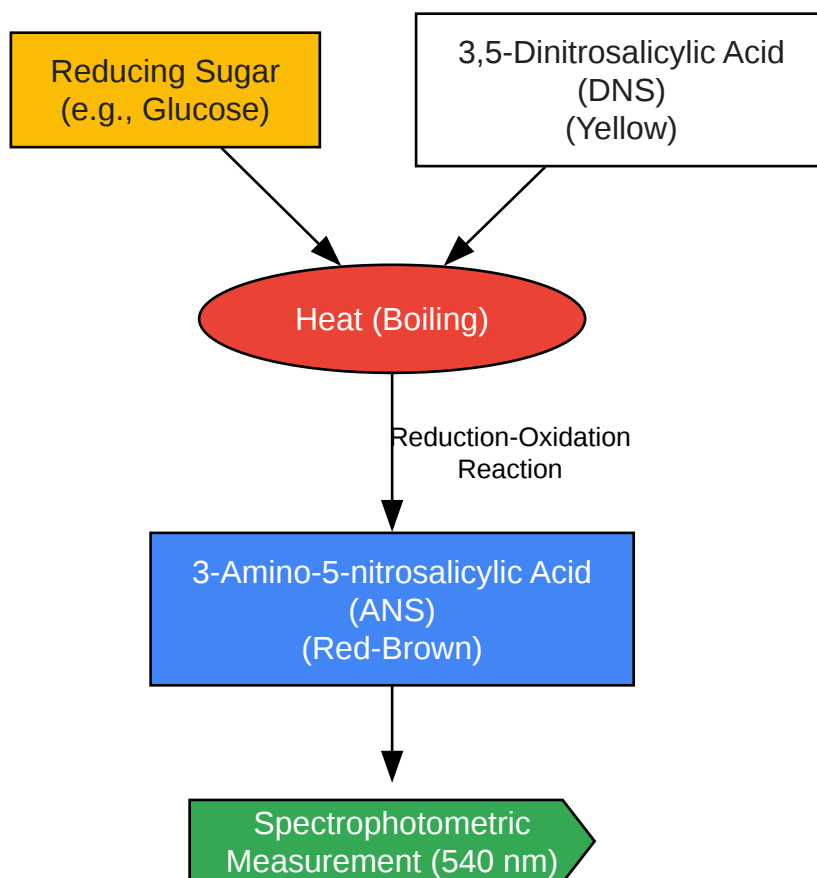 Reducing Sugar
(e.g., Glucose)
3,5-Dinitrosalicylic Acid
(DNS)
(Yellow)
Heat (Boiling)
Reduction-Oxidation
Reaction
3-Amino-5-nitrosalicylic Acid
(ANS)
(Red-Brown)
Spectrophotometric
Measurement (540 nm)